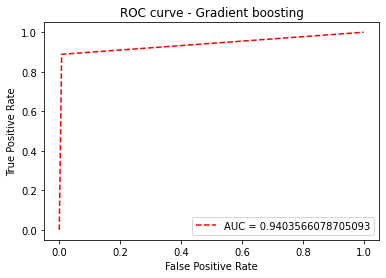 ROC curve - Gradient boosting
1.0
0.8
0.6
0.4
0.2
0.0
True Positive Rate
AUC = 0.9403566078705093
0.0 0.2 0.4 0.6 0.8 1.0
False Positive Rate